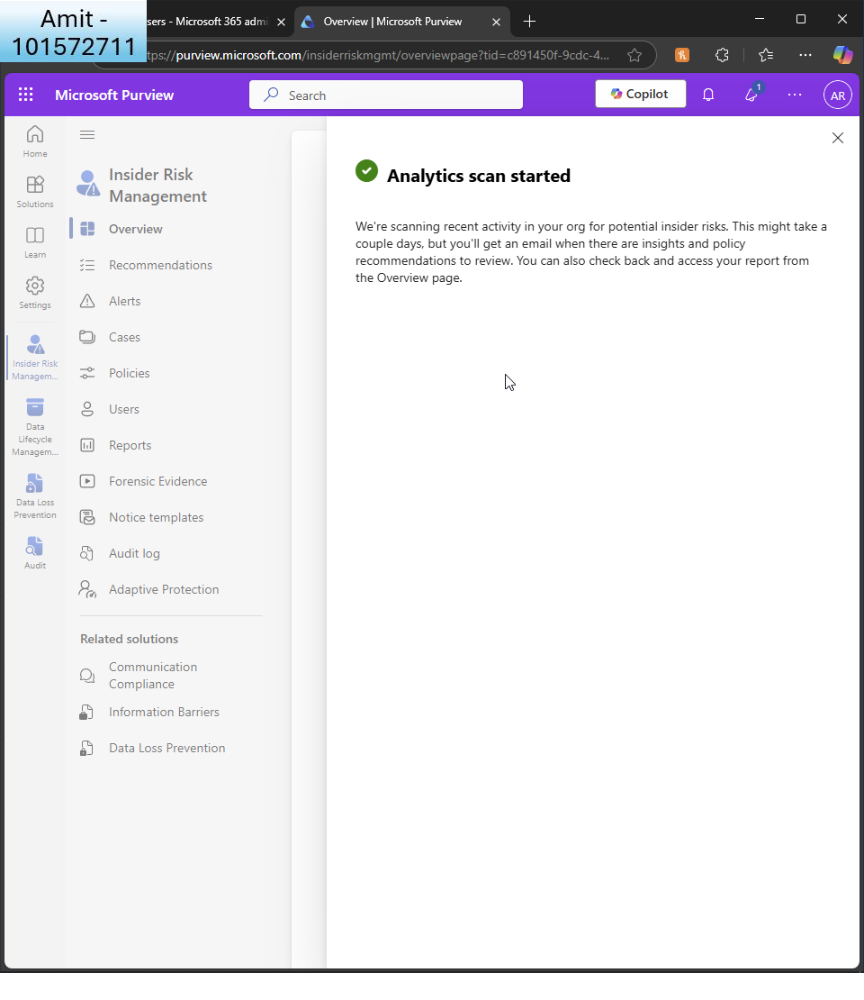 Amit -
101572711
sers - Microsoft 365 admi
Overview | Microsoft Purview
tps://purview.microsoft.com/insiderriskmgmt/overviewpage?tid=c891450f-9cdc-4...
Microsoft Purview
Search
Copilot
1
AR
Home
Solutions
Learn
Settings
Insider Risk
Managem...
Data
Lifecycle
Managem...
Data Loss
Prevention
Audit
Insider Risk
Management
Overview
Recommendations
Alerts
Cases
Policies
Users
Reports
Forensic Evidence
Notice templates
Audit log
Adaptive Protection
Related solutions
Communication
Compliance
Information Barriers
Data Loss Prevention
Analytics scan started
We're scanning recent activity in your org for potential insider risks. This might take a
couple days, but you'll get an email when there are insights and policy
recommendations to review. You can also check back and access your report from
the Overview page.